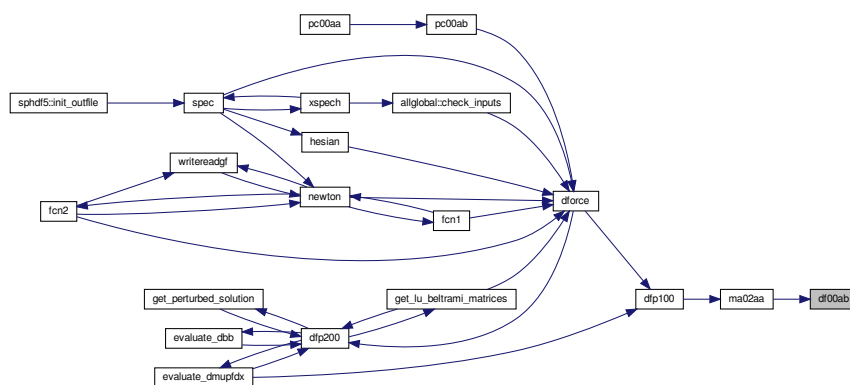 pc00aa
pc00ab
sphdf5::init_outfile
spec
xspech
allglobal::check_inputs
hesian
writereadgf
newton
dforce
fcn2
fcn1
get_perturbed_solution
get_lu_beltrami_matrices
dfp100
ma02aa
df00ab
evaluate_dbb
dfp200
evaluate_dmupfdx